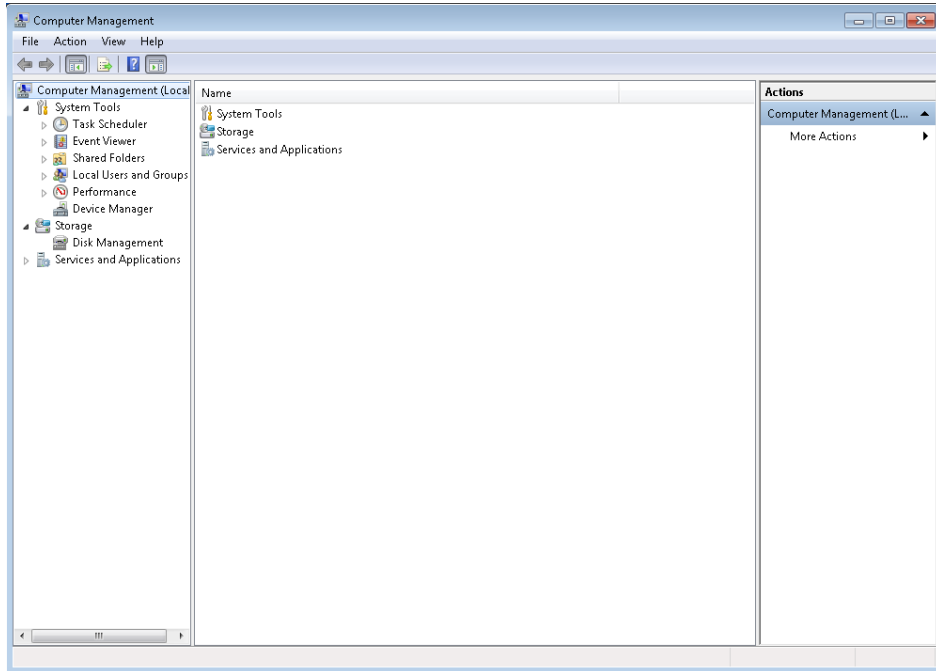 Computer Management
File Action View Help
Computer Management (Local
System Tools
Task Scheduler
Event Viewer
Shared Folders
Local Users and Groups
Performance
Device Manager
Storage
Disk Management
Services and Applications
Name
System Tools
Storage
Services and Applications
Actions
Computer Management (L...
More Actions